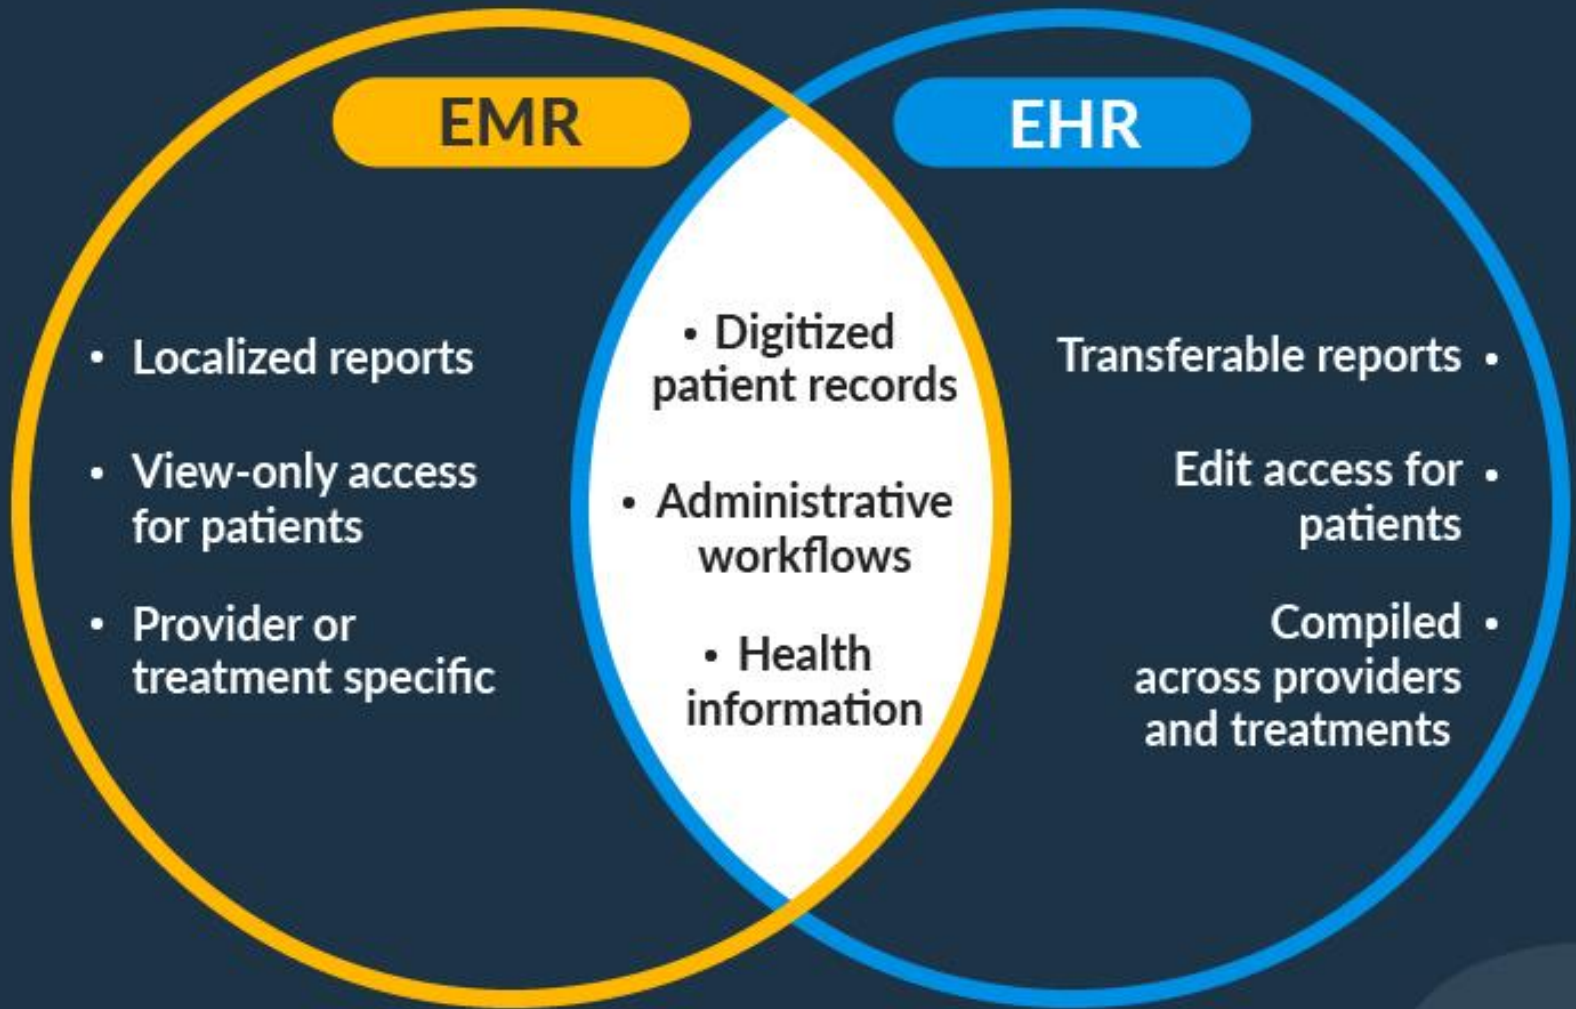 EMR
• Localized reports
• View-only access
for patients
• Provider or
treatment specific
• Digitized
patient records
• Administrative
workflows
• Health
information
EHR
Transferable reports •
Edit access for •
patients
Compiled •
across providers
and treatments